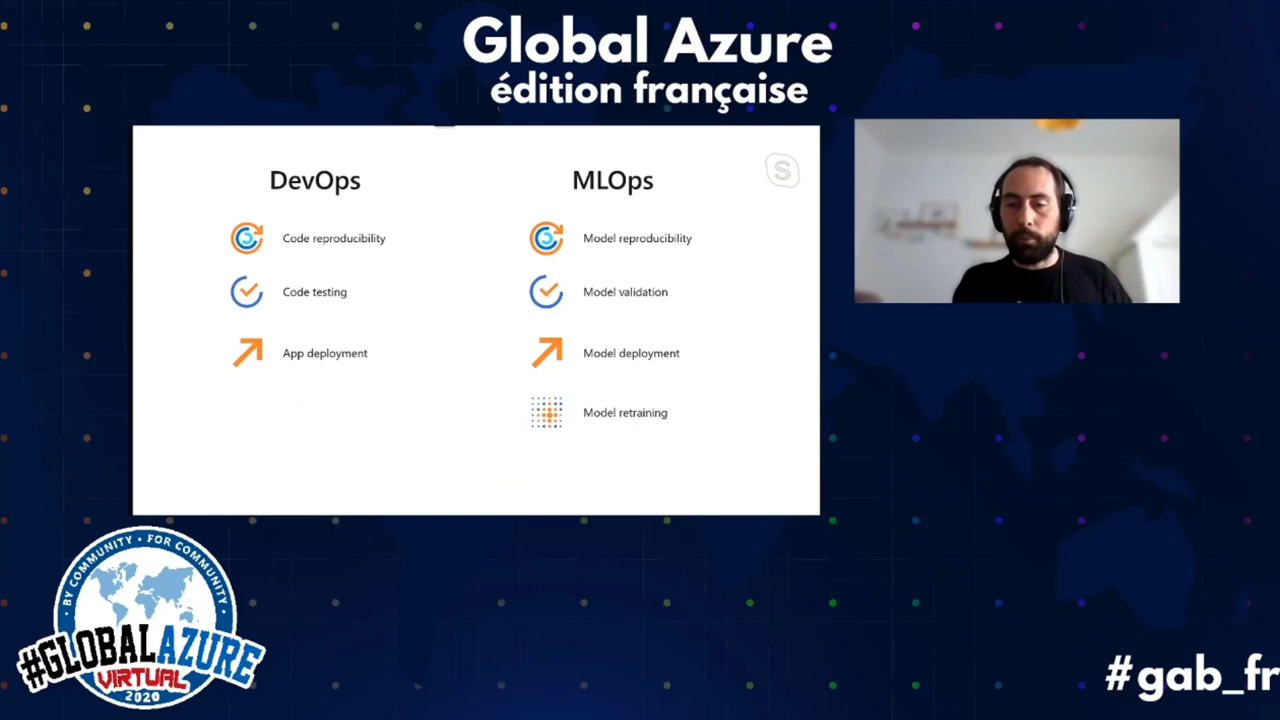 Global Azure
édition française
DevOps
MLOps
S
Code reproducibility
Model reproducibility
Code testing
Model validation
App deployment
Model deployment
Model retraining
BY COMMUNITY • FOR COMMUNITY
#GLOBALAZURE
VIRTUAL
2020
#gab_fr